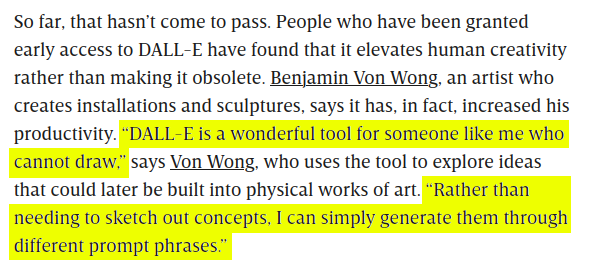 So far, that hasn’t come to pass. People who have been granted
early access to DALL-E have found that it elevates human creativity
rather than making it obsolete. Benjamin Von Wong, an artist who
creates installations and sculptures, says it has, in fact, increased his
productivity. “DALL-E is a wonderful tool for someone like me who
cannot draw,” says Von Wong, who uses the tool to explore ideas
that could later be built into physical works of art. “Rather than
needing to sketch out concepts, I can simply generate them through
different prompt phrases.”